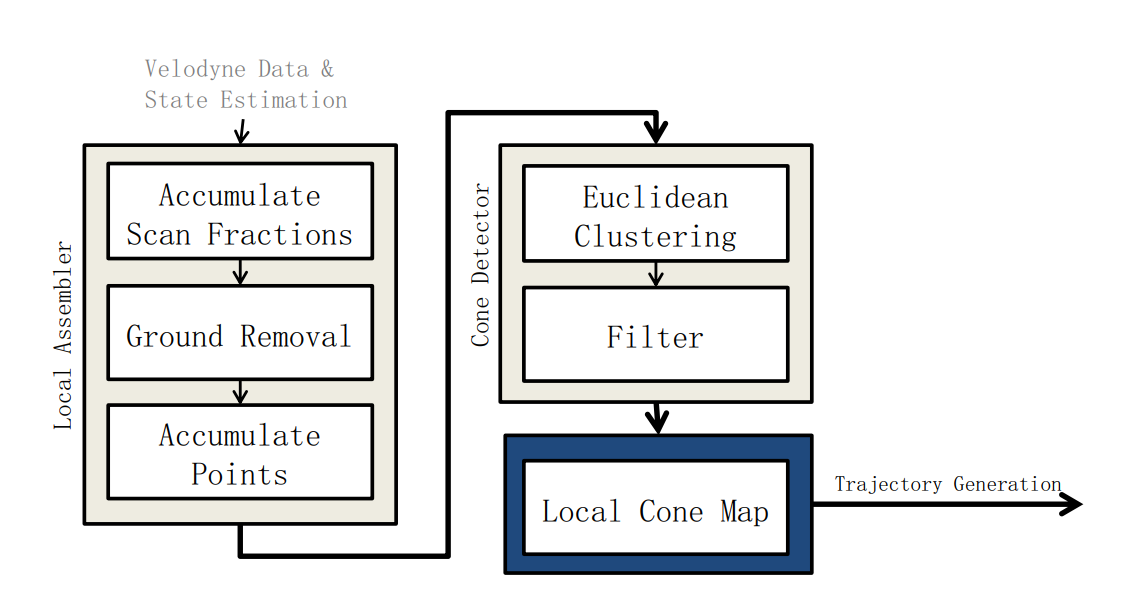 Velodyne Data &
State Estimation
Local Assembler
Accumulate
Scan Fractions
Ground Removal
Accumulate
Points
Cone Detector
Euclidean
Clustering
Filter
Local Cone Map
Trajectory Generation